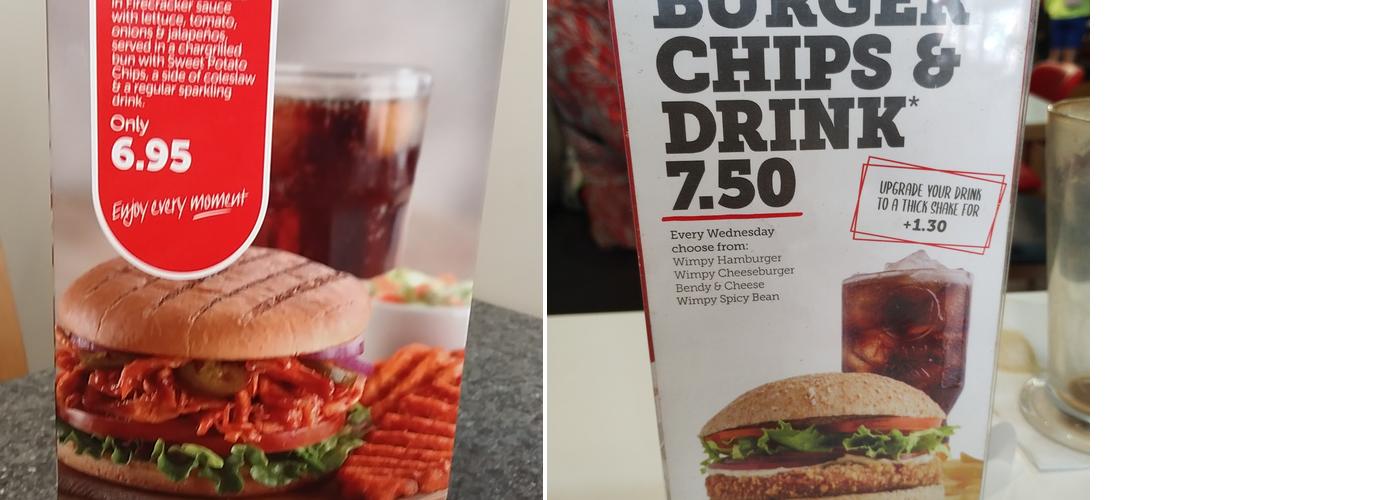 in Firecracker sauce
with lettuce, tomato,
onions & jalapeños,
served in a chargrilled
bun with Sweet Potato
Chips, a side of coleslaw
& a regular sparkling
drink.
Only
6.95
Enjoy every moment
BURGER
CHIPS &
DRINK*
7.50
UPGRADE YOUR DRINK
TO A THICK SHAKE FOR
+1.30
Every Wednesday
choose from:
Wimpy Hamburger
Wimpy Cheeseburger
Bendy & Cheese
Wimpy Spicy Bean